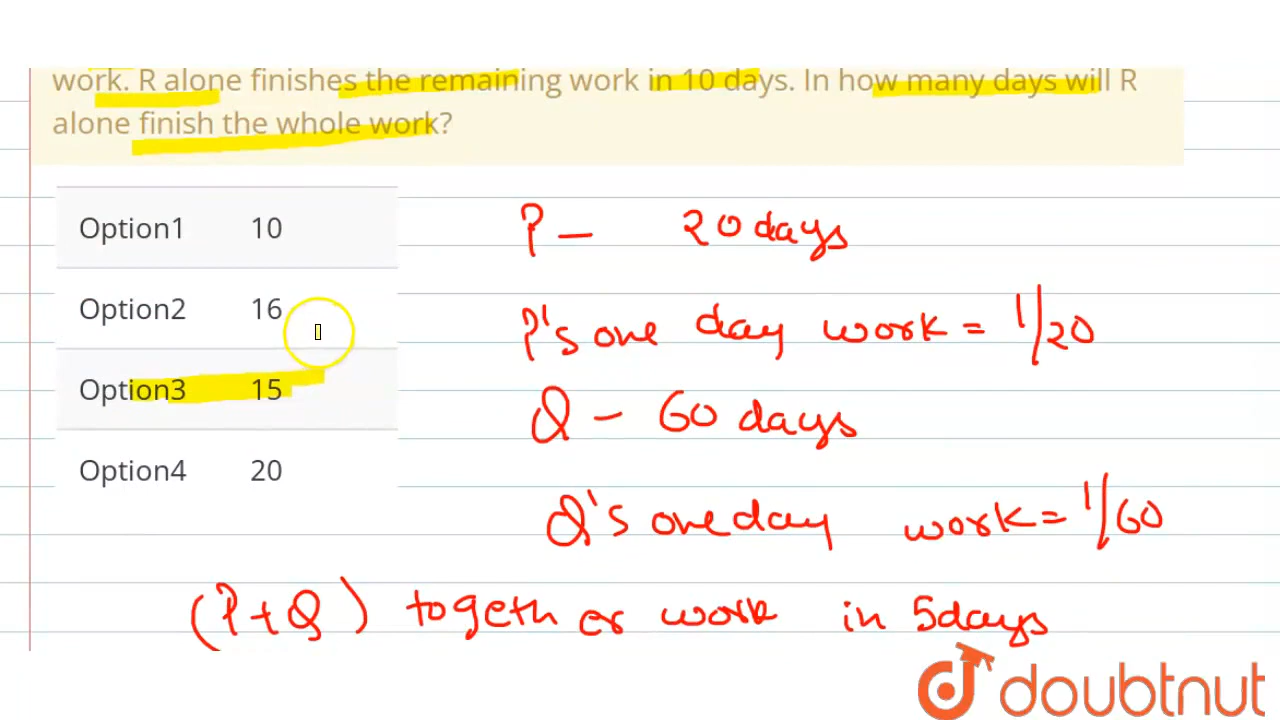 work. R alone finishes the remaining work in 10 days. In how many days will R
alone finish the whole work?
Option1 10
Option2 16
Option3 15
Option4 20
P — 20 days
P's one day work = 1/20
Q — 60 days
Q's one day work = 1/60
(P+Q) together work in 5 days
doubtnut